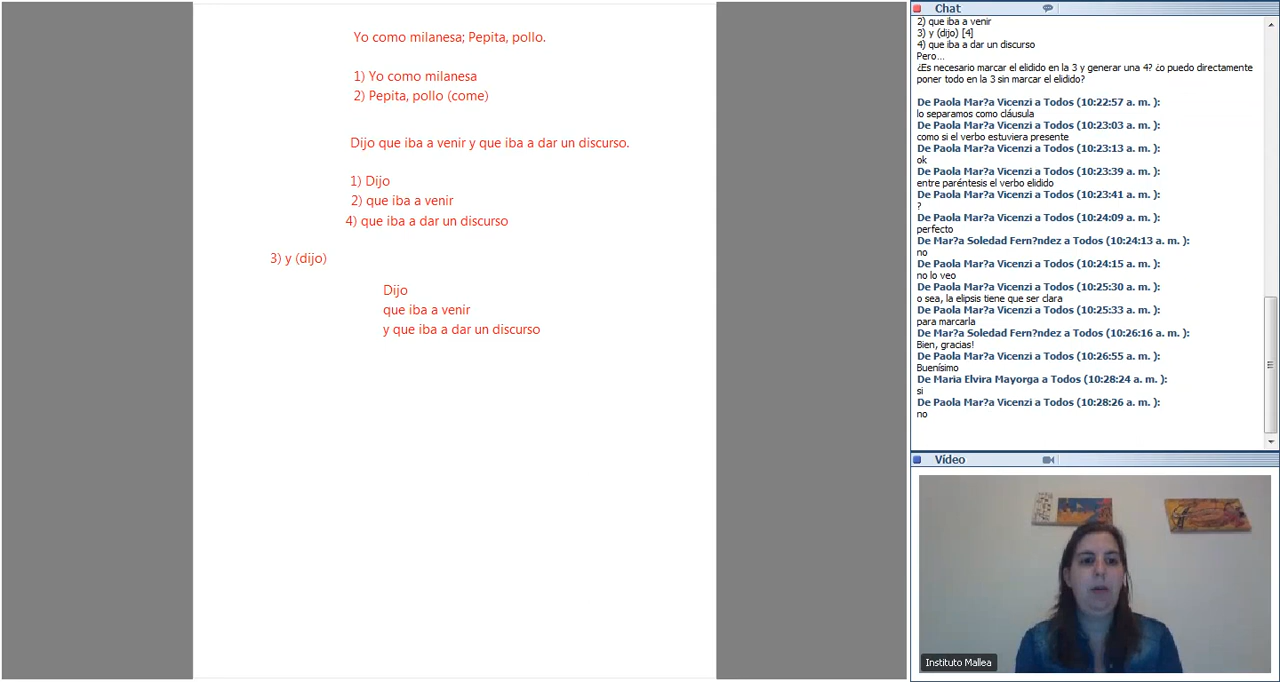 Yo como milanesa; Pepita, pollo.
1) Yo como milanesa
2) Pepita, pollo (come)
Dijo que iba a venir y que iba a dar un discurso.
1) Dijo
2) que iba a venir
4) que iba a dar un discurso
3) y (dijo)
Dijo
que iba a venir
y que iba a dar un discurso
Chat
2) que iba a venir
3) y (dijo) [4]
4) que iba a dar un discurso
Pero...
¿Es necesario marcar el elidido en la 3 y generar una 4? ¿o puedo directamente
poner todo en la 3 sin marcar el elidido?
De Paola Mar?a Vicenzi a Todos (10:22:57 a. m. ):
lo separamos como cláusula
De Paola Mar?a Vicenzi a Todos (10:23:03 a. m. ):
como si el verbo estuviera presente
De Paola Mar?a Vicenzi a Todos (10:23:13 a. m. ):
ok
De Paola Mar?a Vicenzi a Todos (10:23:39 a. m. ):
entre paréntesis el verbo elidido
De Paola Mar?a Vicenzi a Todos (10:23:41 a. m. ):
?
De Paola Mar?a Vicenzi a Todos (10:24:09 a. m. ):
perfecto
De Mar?a Soledad Fern?ndez a Todos (10:24:13 a. m. ):
no
De Paola Mar?a Vicenzi a Todos (10:24:15 a. m. ):
no lo veo
De Paola Mar?a Vicenzi a Todos (10:25:30 a. m. ):
o sea, la elipsis tiene que ser clara
De Paola Mar?a Vicenzi a Todos (10:25:33 a. m. ):
para marcarla
De Mar?a Soledad Fern?ndez a Todos (10:26:16 a. m. ):
Bien, gracias!
De Paola Mar?a Vicenzi a Todos (10:26:55 a. m. ):
Buenísimo
De Maria Elvira Mayorga a Todos (10:28:24 a. m. ):
si
De Paola Mar?a Vicenzi a Todos (10:28:26 a. m. ):
no
Vídeo
Instituto Mallea